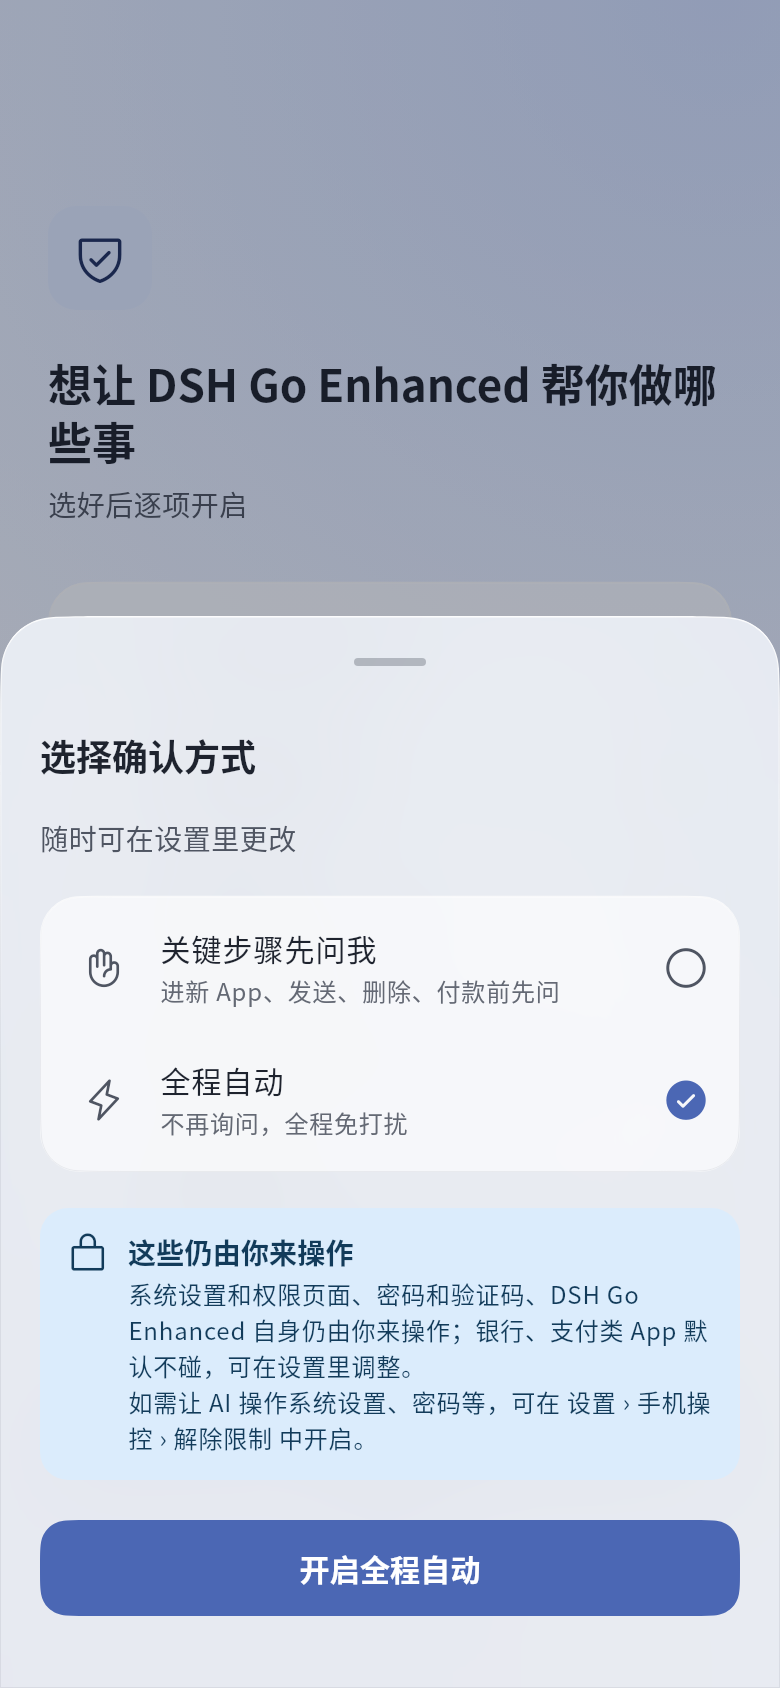 想让 DSH Go Enhanced 帮你做哪
些事
选好后逐项开启
选择确认方式
随时可在设置里更改
关键步骤先问我
进新 App、发送、删除、付款前先问
全程自动
不再询问，全程免打扰
这些仍由你来操作
系统设置和权限页面、密码和验证码、DSH Go
Enhanced 自身仍由你来操作；银行、支付类 App 默
认不碰，可在设置里调整。
如需让 AI 操作系统设置、密码等，可在 设置 › 手机操
控 › 解除限制 中开启。
开启全程自动